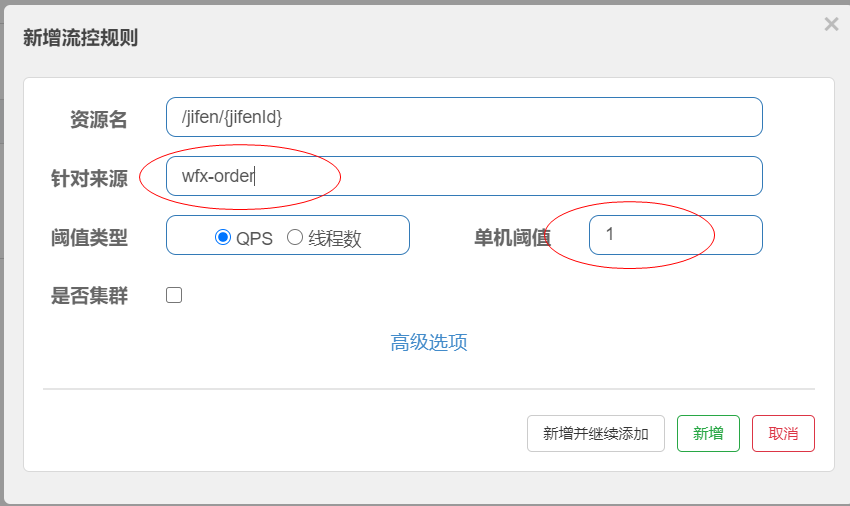 新增流控规则
×
资源名 /jifen/{jifenId}
针对来源 wfx-order
阈值类型 QPS 线程数 单机阈值 1
是否集群
高级选项
新增并继续添加 新增 取消